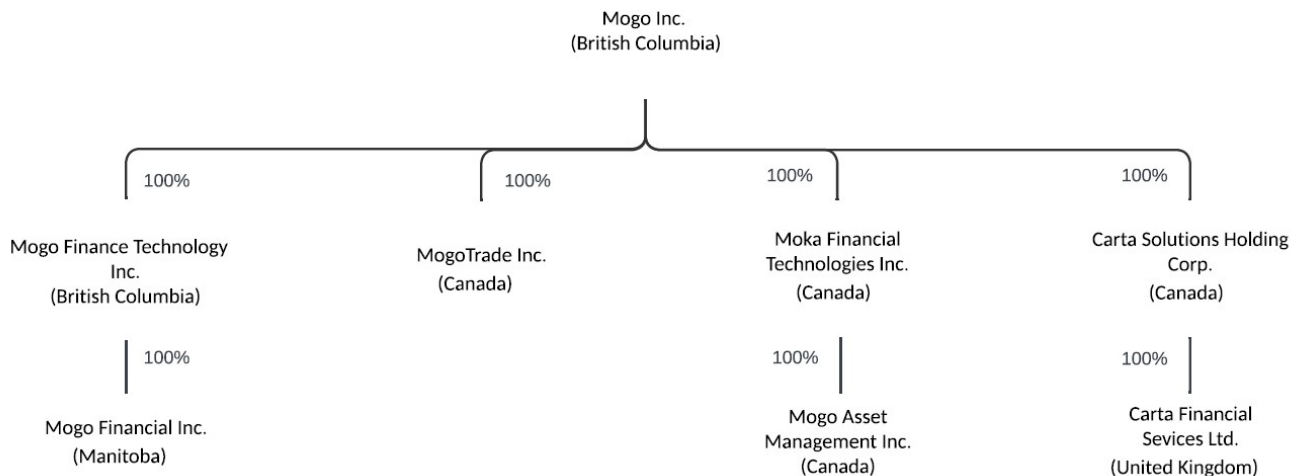 Mogo Inc.
(British Columbia)
100%
100%
100%
100%
Mogo Finance Technology
Inc.
(British Columbia)
MogoTrade Inc.
(Canada)
Moka Financial
Technologies Inc.
(Canada)
Carta Solutions Holding
Corp.
(Canada)
100%
100%
100%
Mogo Financial Inc.
(Manitoba)
Mogo Asset
Management Inc.
(Canada)
Carta Financial
Sevices Ltd.
(United Kingdom)